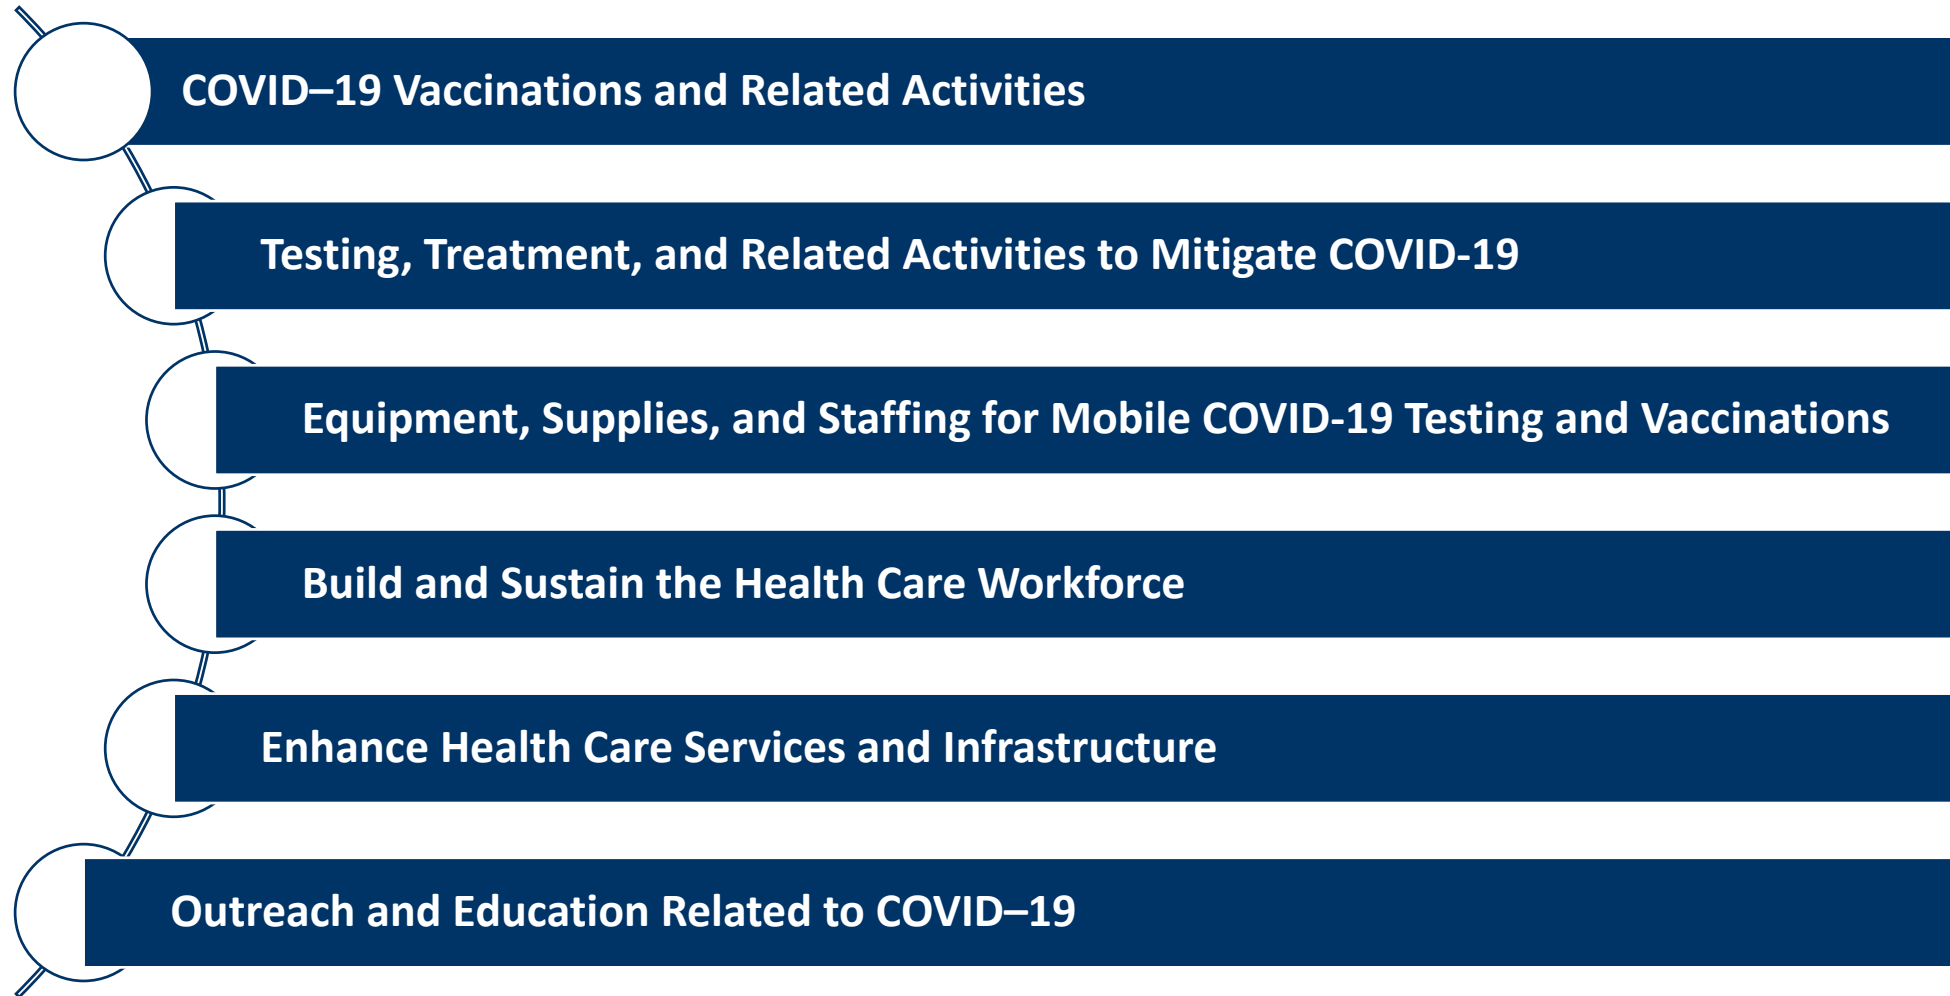 COVID–19 Vaccinations and Related Activities
Testing, Treatment, and Related Activities to Mitigate COVID-19
Equipment, Supplies, and Staffing for Mobile COVID-19 Testing and Vaccinations
Build and Sustain the Health Care Workforce
Enhance Health Care Services and Infrastructure
Outreach and Education Related to COVID–19